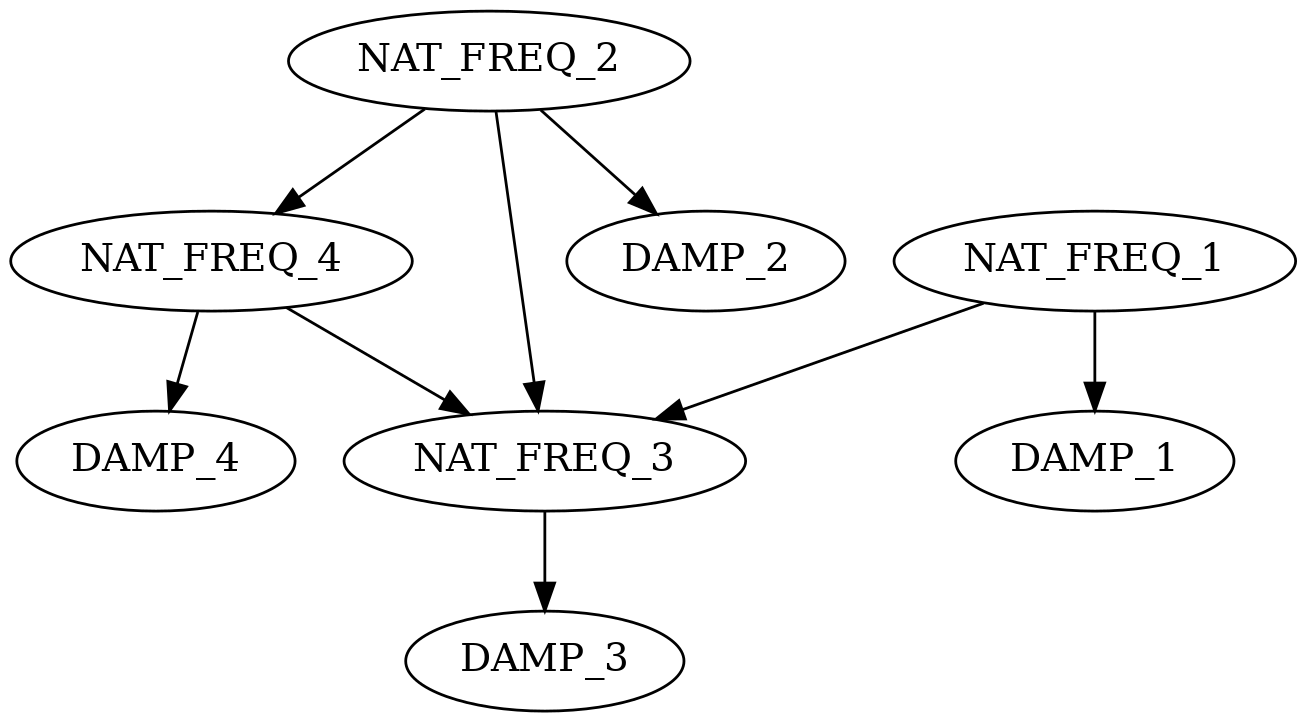 NAT_FREQ_2
NAT_FREQ_4
DAMP_2
NAT_FREQ_1
DAMP_4
NAT_FREQ_3
DAMP_1
DAMP_3